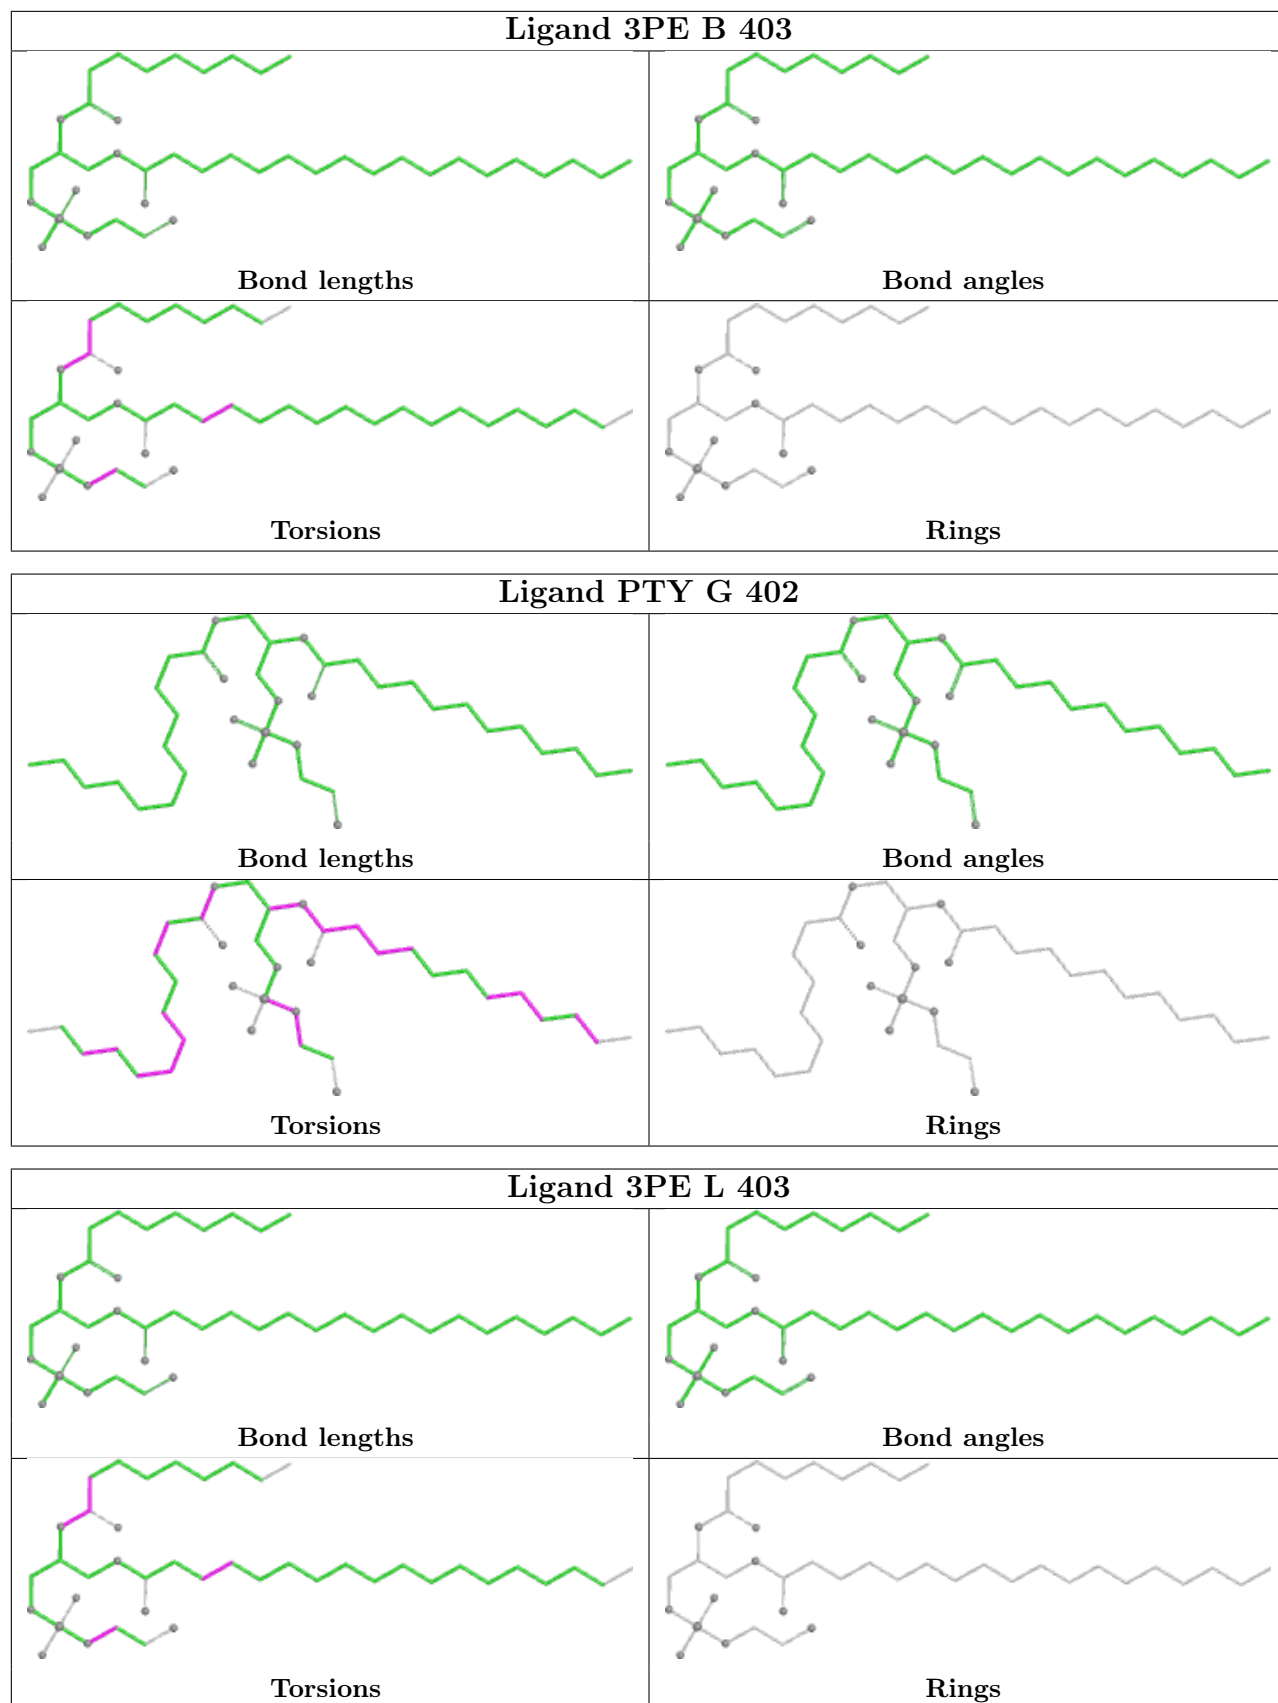 Ligand 3PE B 403
Bond lengths
Bond angles
Torsions
Rings
Ligand PTY G 402
Bond lengths
Bond angles
Torsions
Rings
Ligand 3PE L 403
Bond lengths
Bond angles
Torsions
Rings